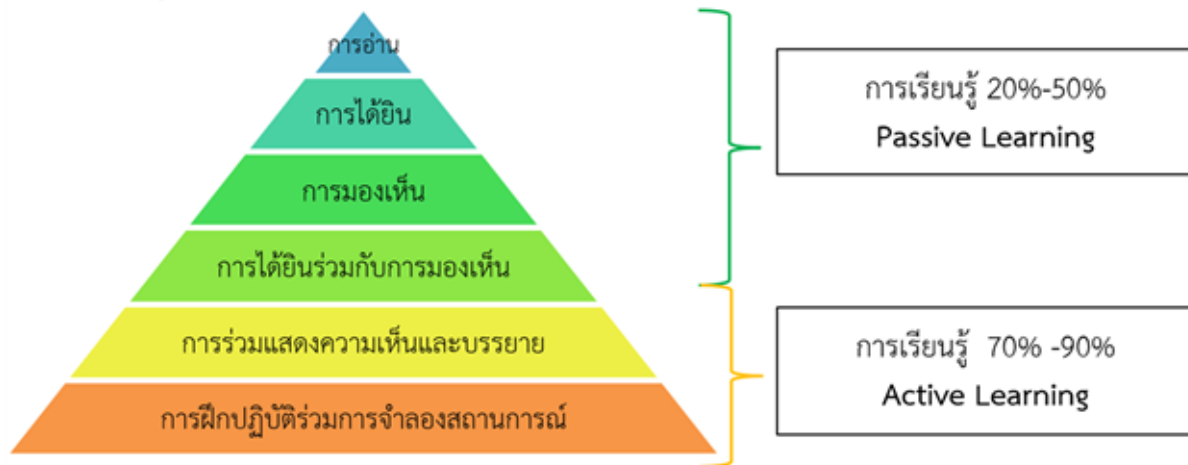 การอ่าน
การได้ยิน
การมองเห็น
การได้ยินร่วมกับการมองเห็น
การร่วมแสดงความเห็นและบรรยาย
การฝึกปฏิบัติร่วมการจำลองสถานการณ์
การเรียนรู้ 20%-50%
Passive Learning
การเรียนรู้ 70% -90%
Active Learning